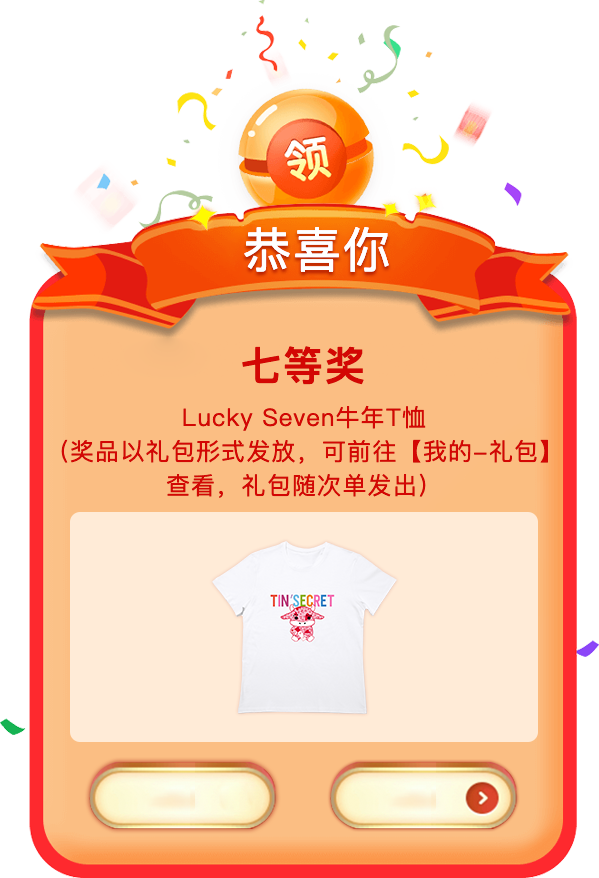 领
恭喜你
七等奖
Lucky Seven牛年T恤
（奖品以礼包形式发放，可前往【我的-礼包】
查看，礼包随次单发出）
TIN'SECRET